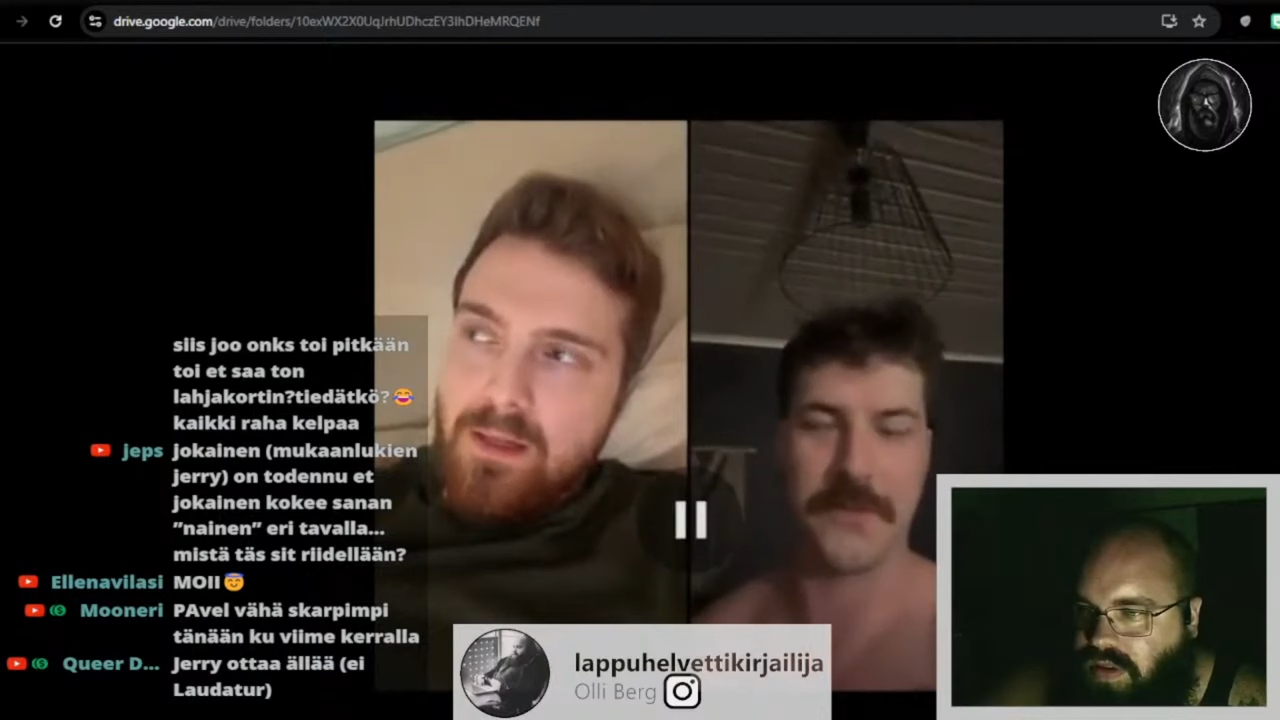 drive.google.com/drive/folders/10exWX2X0UqJrhUDhczEY3IhDHeMRQENf
siis joo onks toi pitkään
toi et saa ton
lahjakortin?tiedätkö?😂
kaikki raha kelpaa
jeps jokainen (mukaanlukien
jerry) on todennu et
jokainen kokee sanan
”nainen” eri tavalla...
mistä täs sit riidellään?
Ellenavilasi MOII😇
Mooneri PAvel vähä skarpimpi
tänään ku viime kerralla
Queer D... Jerry ottaa ällää (ei
Laudatur)
lappuhelvettikirjailija
Olli Berg